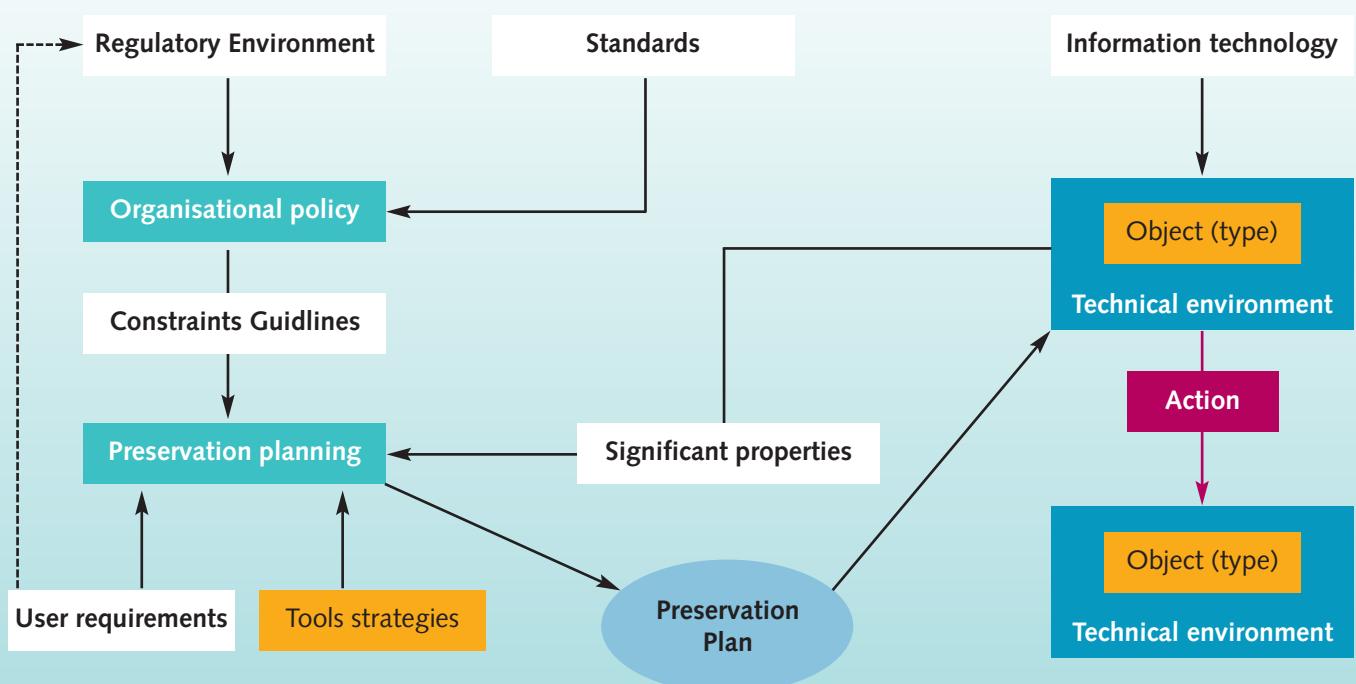 Regulatory Environment
Standards
Information technology
Organisational policy
Object (type)
Technical environment
Constraints Guidlines
Action
Preservation planning
Significant properties
Object (type)
Technical environment
User requirements
Tools strategies
Preservation
Plan